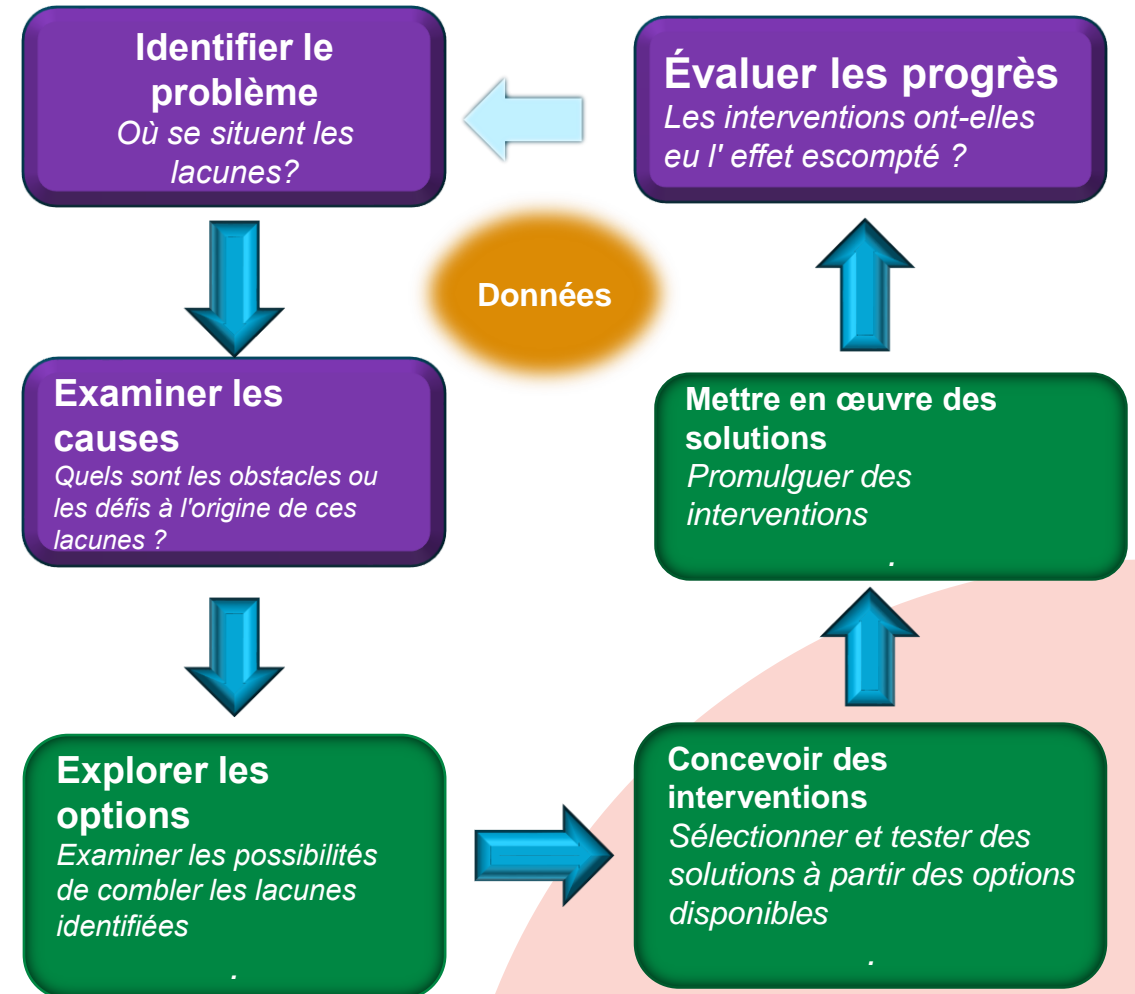 Identifier le
problème
Où se situent les
lacunes?
Évaluer les progrès
Les interventions ont-elles
eu l' effet escompté ?
Données
Examiner les
causes
Quels sont les obstacles ou
les défis à l'origine de ces
lacunes ?
Mettre en œuvre des
solutions
Promulguer des
interventions
.
Explorer les
options
Examiner les possibilités
de combler les lacunes
identifiées
.
Concevoir des
interventions
Sélectionner et tester des
solutions à partir des options
disponibles
.